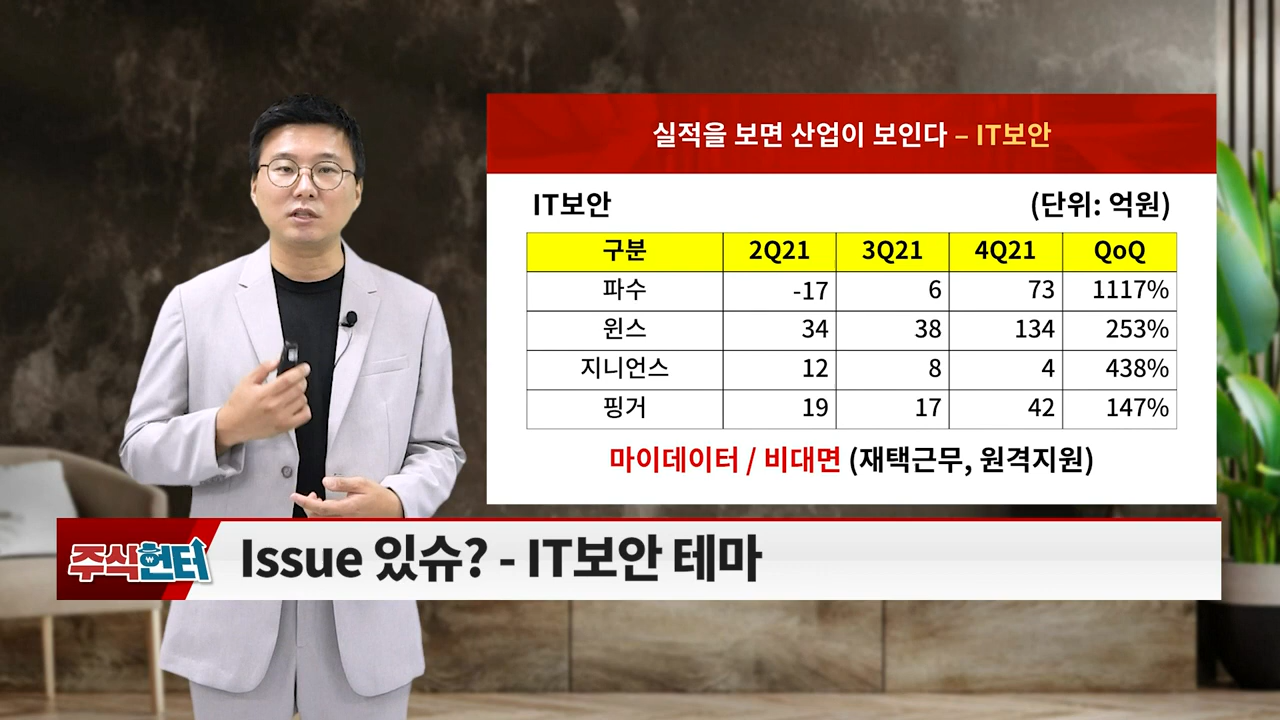 실적을 보면 산업이 보인다 – IT보안
IT보안 (단위: 억원)
구분 2Q21 3Q21 4Q21 QoQ
파수 -17 6 73 1117%
윈스 34 38 134 253%
지니언스 12 8 4 438%
핑거 19 17 42 147%
마이데이터 / 비대면 (재택근무, 원격지원)
주식헌터 Issue 있슈? - IT보안 테마